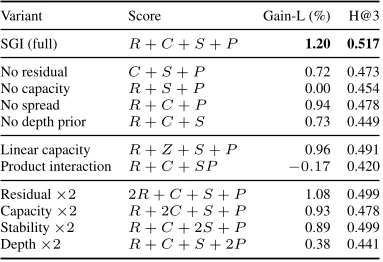 Variant Score Gain-L (%) H@3
SGI (full) R + C + S + P 1.20 0.517
No residual C + S + P 0.72 0.473
No capacity R + S + P 0.00 0.454
No spread R + C + P 0.94 0.478
No depth prior R + C + S 0.73 0.449
Linear capacity R + Z + S + P 0.96 0.491
Product interaction R + C + SP −0.17 0.420
Residual ×2 2R + C + S + P 1.08 0.499
Capacity ×2 R + 2C + S + P 0.93 0.478
Stability ×2 R + C + 2S + P 0.89 0.499
Depth ×2 R + C + S + 2P 0.38 0.441